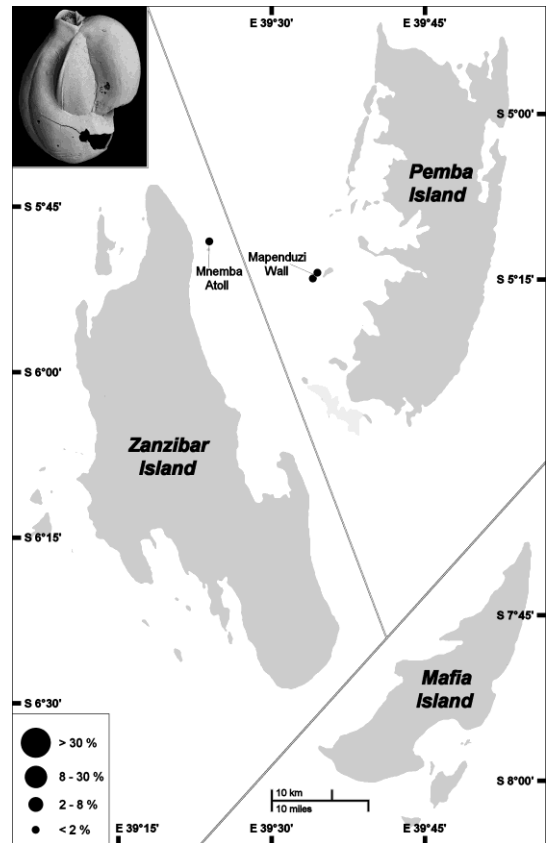 E 39°30'
E 39°45'
S 5°00'
Pemba
Island
S 5°45'
Mnemba
Atoll
Mapenduzi
Wall
S 5°15'
S 6°00'
Zanzibar
Island
S 6°15'
S 7°45'
Mafia
Island
S 6°30'
> 30 %
8 - 30 %
2 - 8 %
< 2 %
10 km
10 miles
S 8°00'
E 39°15'
E 39°30'
E 39°45'